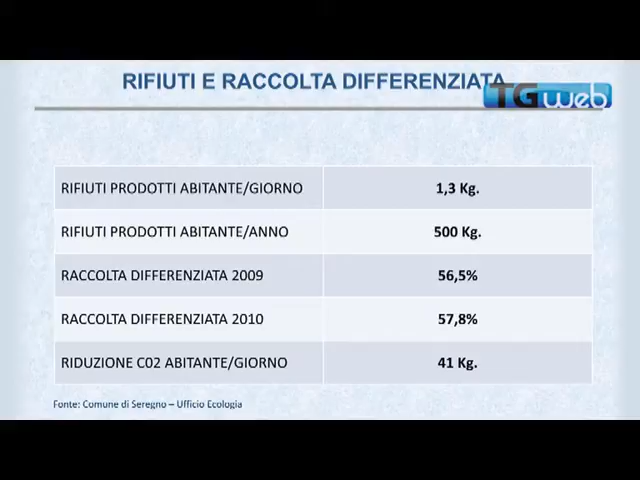 RIFIUTI E RACCOLTA DIFFERENZIATA
TGweb
RIFIUTI PRODOTTI ABITANTE/GIORNO 1,3 Kg.
RIFIUTI PRODOTTI ABITANTE/ANNO 500 Kg.
RACCOLTA DIFFERENZIATA 2009 56,5%
RACCOLTA DIFFERENZIATA 2010 57,8%
RIDUZIONE C02 ABITANTE/GIORNO 41 Kg.
Fonte: Comune di Seregno – Ufficio Ecologia